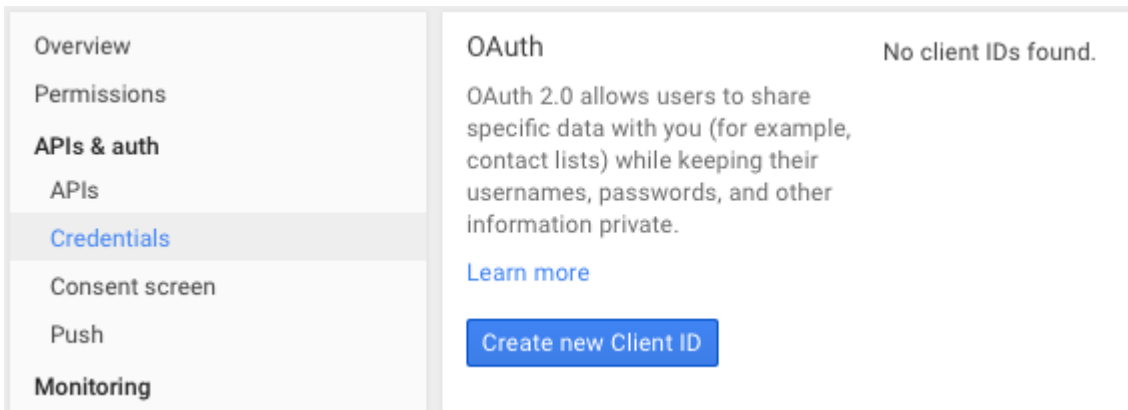 Overview
Permissions
APIs & auth
APIs
Credentials
Consent screen
Push
Monitoring
OAuth
OAuth 2.0 allows users to share
specific data with you (for example,
contact lists) while keeping their
usernames, passwords, and other
information private.
Learn more
Create new Client ID
No client IDs found.